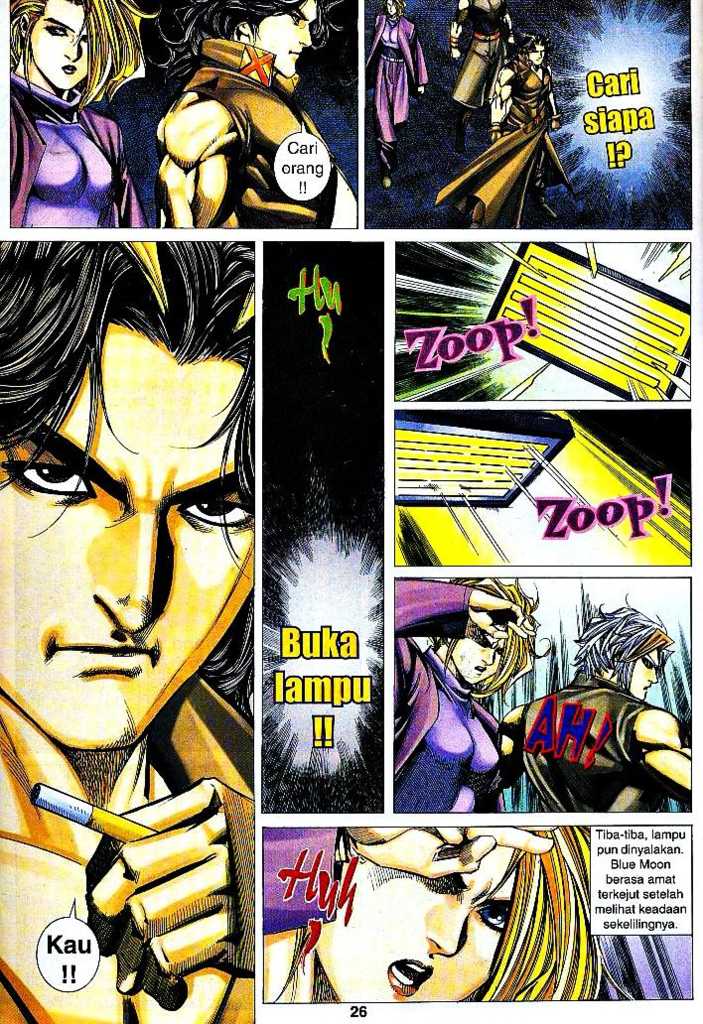 Cari
orang
!!
Cari
siapa
!?
Kau
!!
Hu
Buka
lampu
!!
Zoop!
Zoop!
AH!
Huh
Tiba-tiba, lampu
pun dinyalakan.
Blue Moon
berasa amat
terkejut setelah
melihat keadaan
sekelilingnya.
26